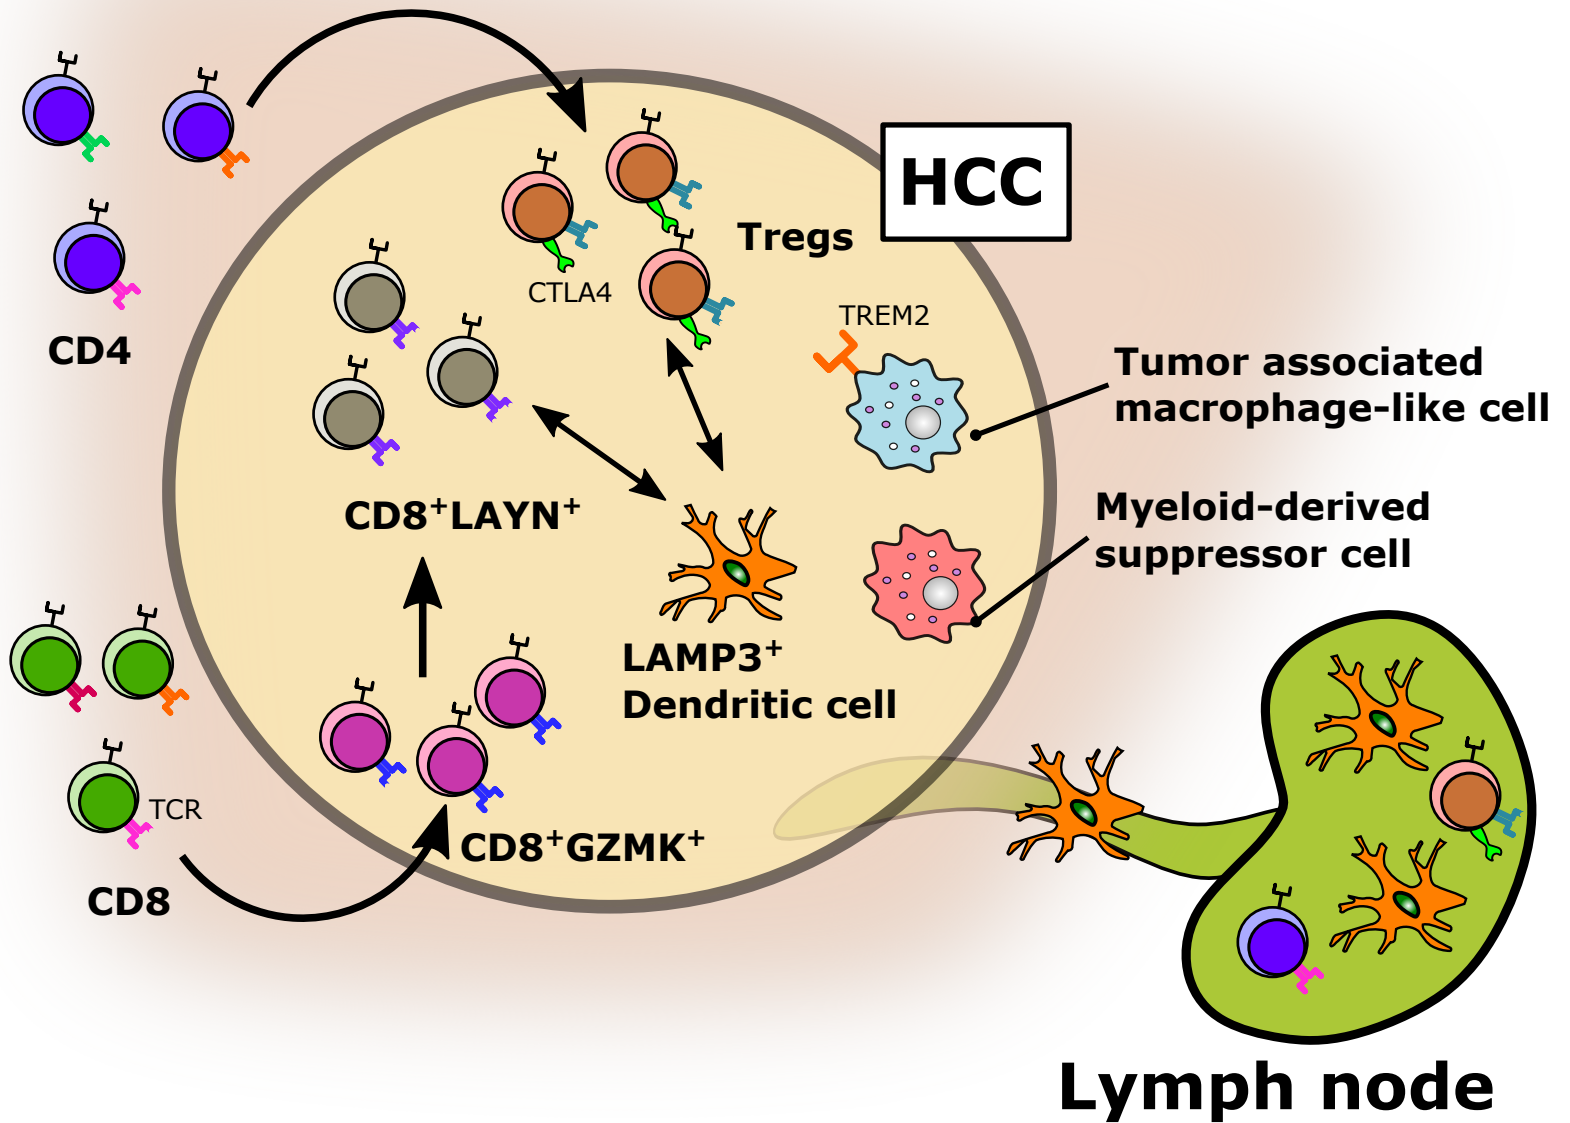 HCC
Tregs
CTLA4
TREM2
CD4
Tumor associated
macrophage-like cell
CD8⁺LAYN⁺
Myeloid-derived
suppressor cell
LAMP3⁺
Dendritic cell
TCR
CD8⁺GZMK⁺
CD8
Lymph node